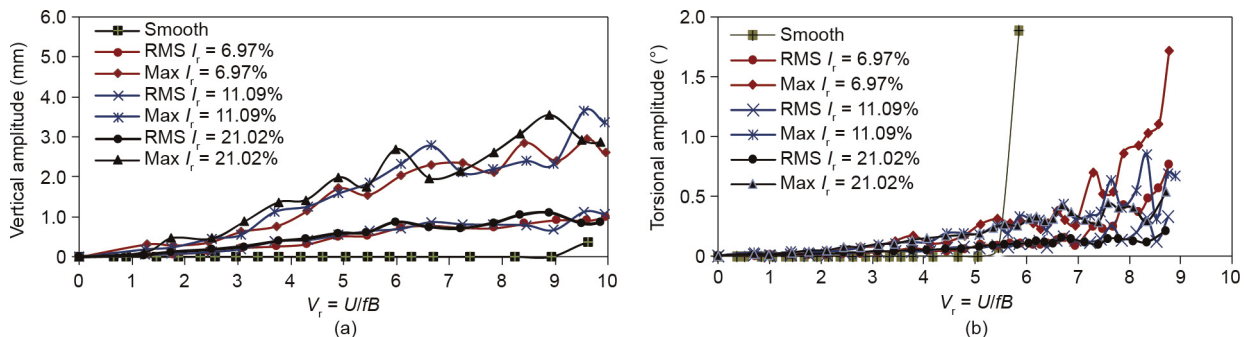 6.0
5.0
4.0
3.0
2.0
1.0
0
Vertical amplitude (mm)
Smooth
RMS Ir = 6.97%
Max Ir = 6.97%
RMS Ir = 11.09%
Max Ir = 11.09%
RMS Ir = 21.02%
Max Ir = 21.02%
0 1 2 3 4 5 6 7 8 9 10
Vr = U/fB
(a)
2.0
1.5
1.0
0.5
0
Torsional amplitude (°)
Smooth
RMS Ir = 6.97%
Max Ir = 6.97%
RMS Ir = 11.09%
Max Ir = 11.09%
RMS Ir = 21.02%
Max Ir = 21.02%
0 1 2 3 4 5 6 7 8 9 10
Vr = U/fB
(b)